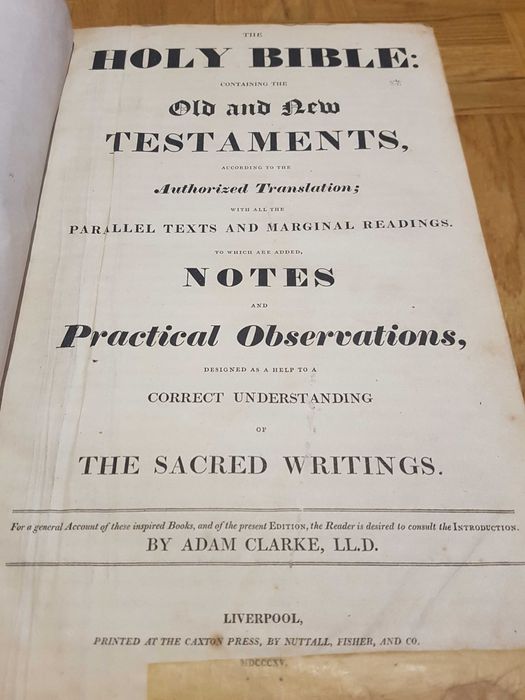 THE
HOLY BIBLE:
CONTAINING THE
Old and New
TESTAMENTS,
ACCORDING TO THE
Authorized Translation;
WITH ALL THE
PARALLEL TEXTS AND MARGINAL READINGS.
TO WHICH ARE ADDED,
NOTES
AND
Practical Observations,
DESIGNED AS A HELP TO A
CORRECT UNDERSTANDING
OF
THE SACRED WRITINGS.
For a general Account of these inspired Books, and of the present EDITION, the Reader is desired to consult the INTRODUCTION.
BY ADAM CLARKE, LL.D.
LIVERPOOL,
PRINTED AT THE CAXTON PRESS, BY NUTTALL, FISHER, AND CO.
MDCCCXV.